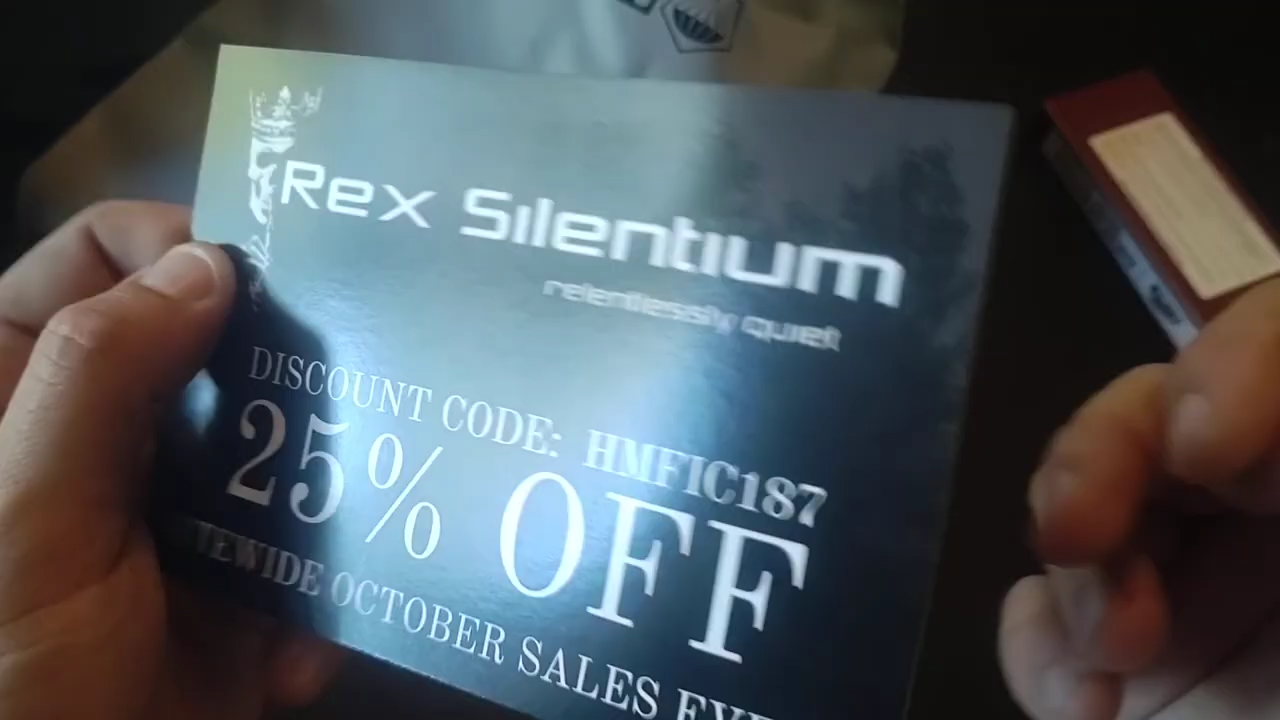 Rex Silentium
relentlessly quiet
DISCOUNT CODE: HMFIC187
25% OFF
OCTOBER SALES